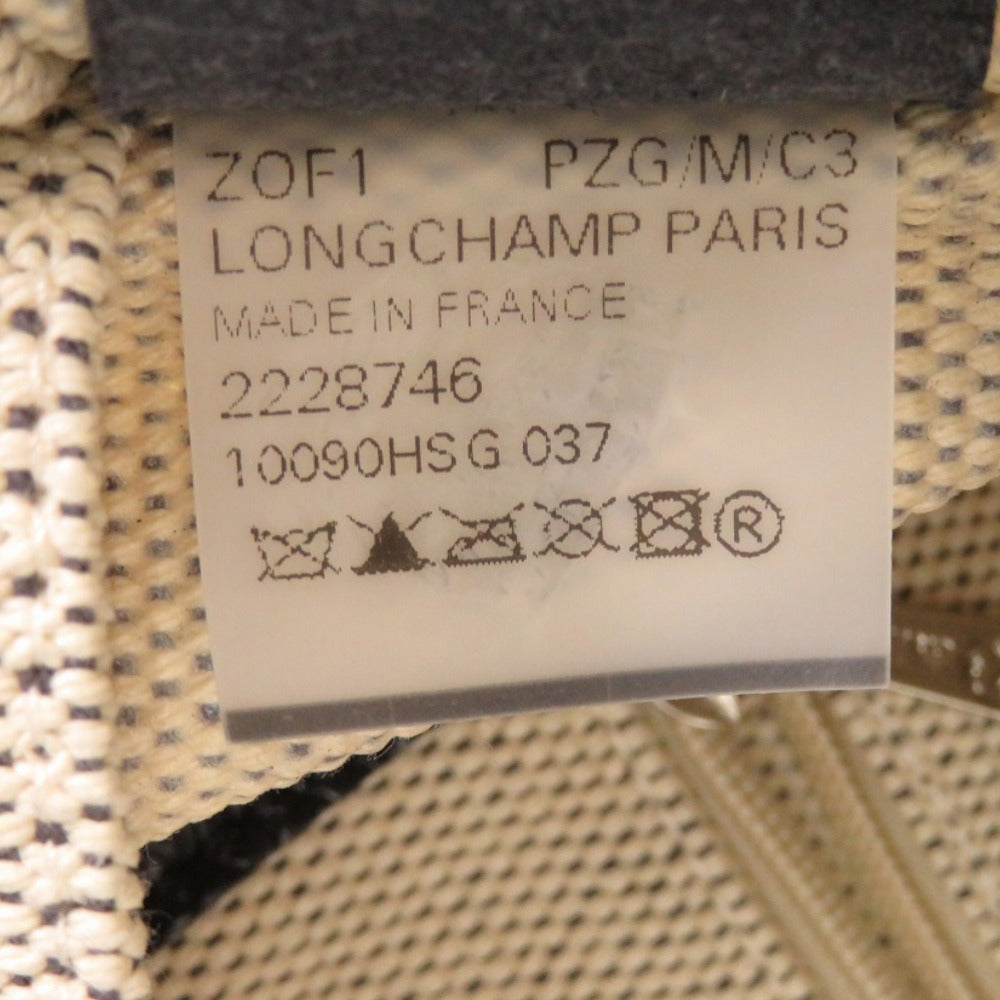 ZOF1 PZG/M/C3
LONGCHAMP PARIS
MADE IN FRANCE
2228746
10090HSG 037
®